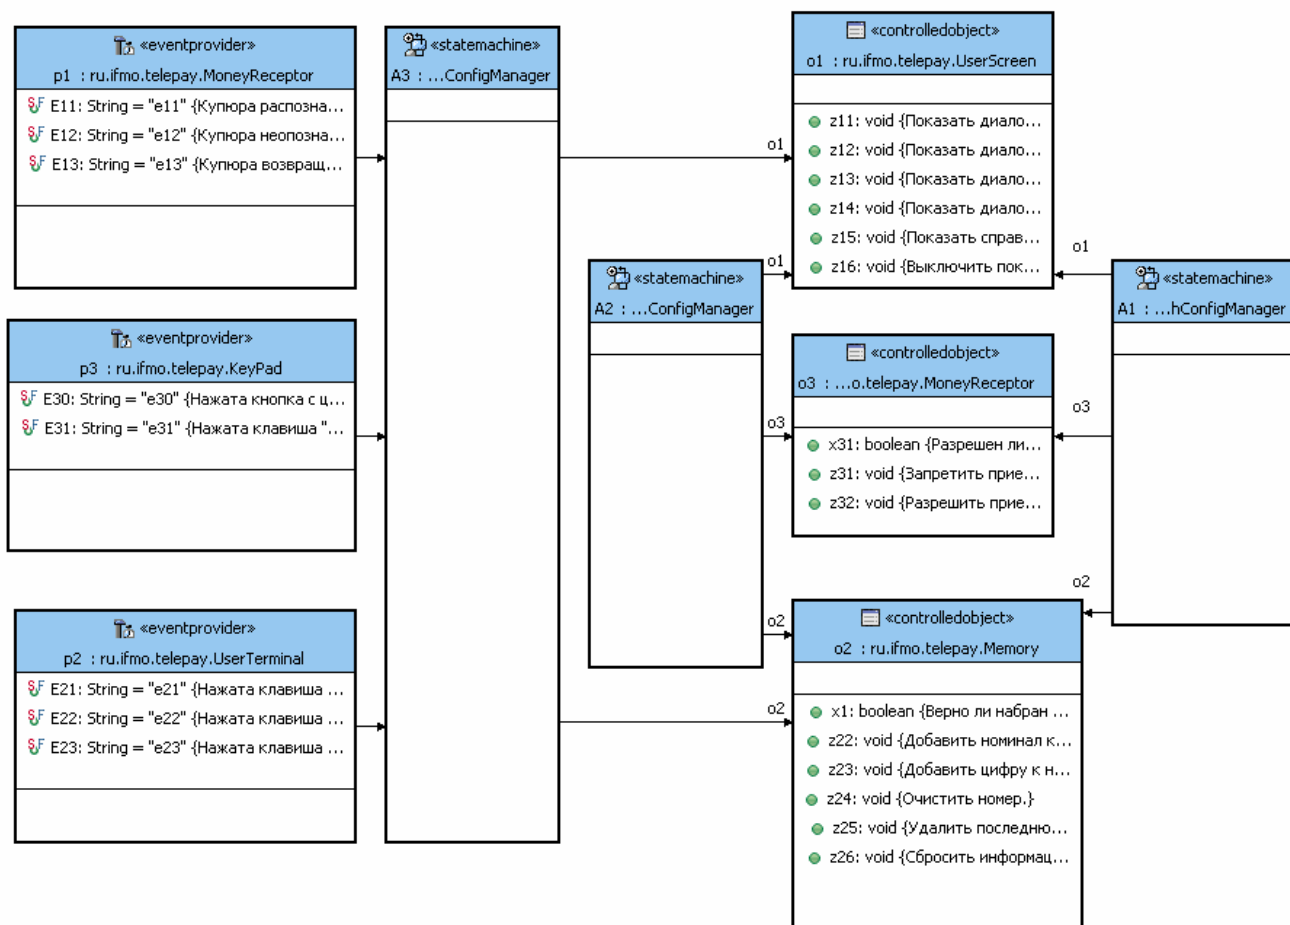 «eventprovider»
p1 : ru.ifmo.telepay.MoneyReceptor
E11: String = "e11" {Купюра распозна...
E12: String = "e12" {Купюра неопозна...
E13: String = "e13" {Купюра возвращ...
«eventprovider»
p3 : ru.ifmo.telepay.KeyPad
E30: String = "e30" {Нажата кнопка с ц...
E31: String = "e31" {Нажата клавиша "...
«eventprovider»
p2 : ru.ifmo.telepay.UserTerminal
E21: String = "e21" {Нажата клавиша ...
E22: String = "e22" {Нажата клавиша ...
E23: String = "e23" {Нажата клавиша ...
«statemachine»
A3 : ...ConfigManager
o1
o1
o3
o2
o2
«statemachine»
A2 : ...ConfigManager
«controlledobject»
o1 : ru.ifmo.telepay.UserScreen
z11: void {Показать диало...
z12: void {Показать диало...
z13: void {Показать диало...
z14: void {Показать диало...
z15: void {Показать справ...
z16: void {Выключить пок...
«controlledobject»
o3 : ...o.telepay.MoneyReceptor
x31: boolean {Разрешен ли...
z31: void {Запретить прие...
z32: void {Разрешить прие...
«controlledobject»
o2 : ru.ifmo.telepay.Memory
x1: boolean {Верно ли набран ...
z22: void {Добавить номинал к...
z23: void {Добавить цифру к н...
z24: void {Очистить номер.}
z25: void {Удалить последню...
z26: void {Сбросить информац...
o1
o3
o2
«statemachine»
A1 : ...hConfigManager